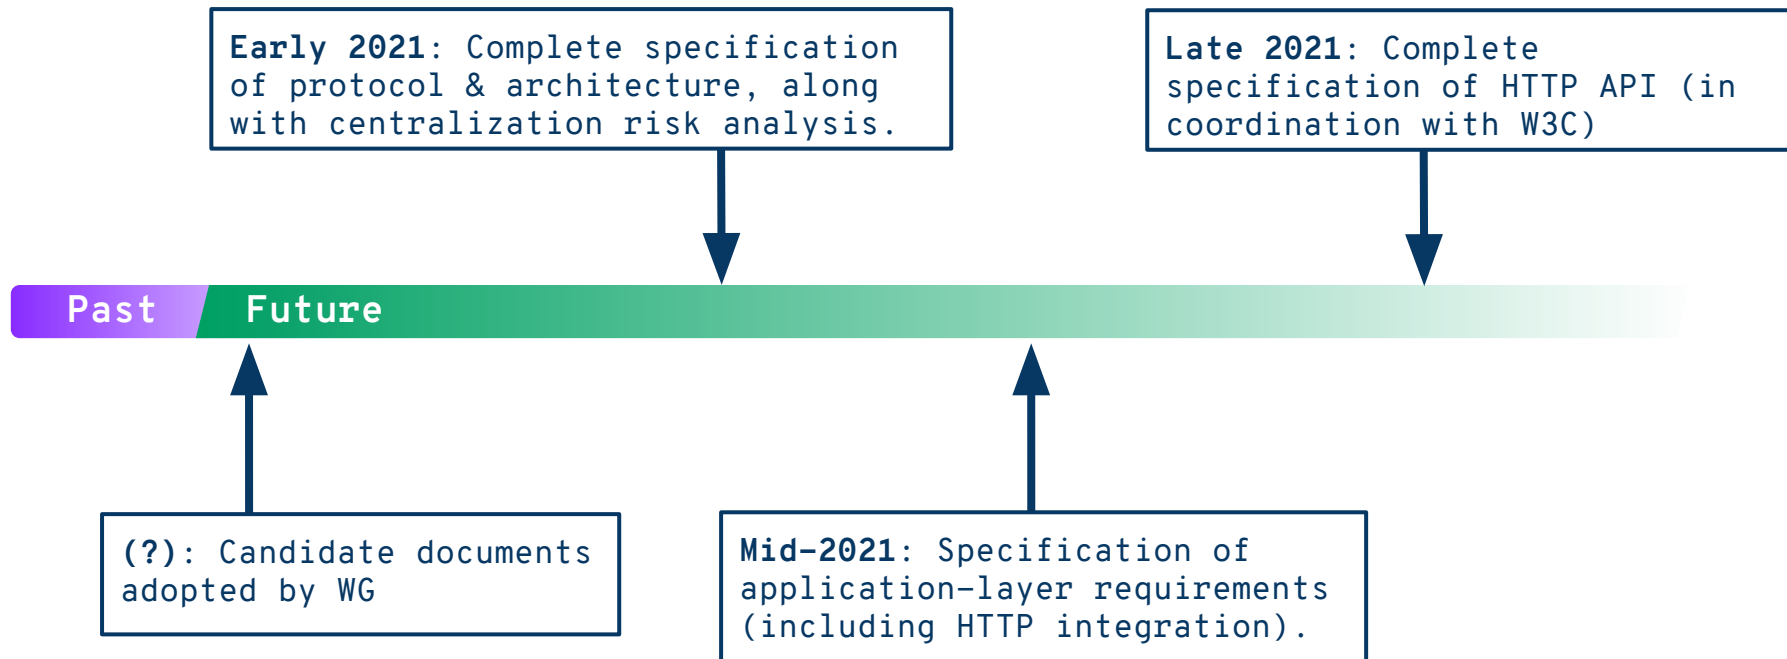 Early 2021: Complete specification
of protocol & architecture, along
with centralization risk analysis.
Late 2021: Complete
specification of HTTP API (in
coordination with W3C)
Past
Future
(?): Candidate documents
adopted by WG
Mid-2021: Specification of
application-layer requirements
(including HTTP integration).